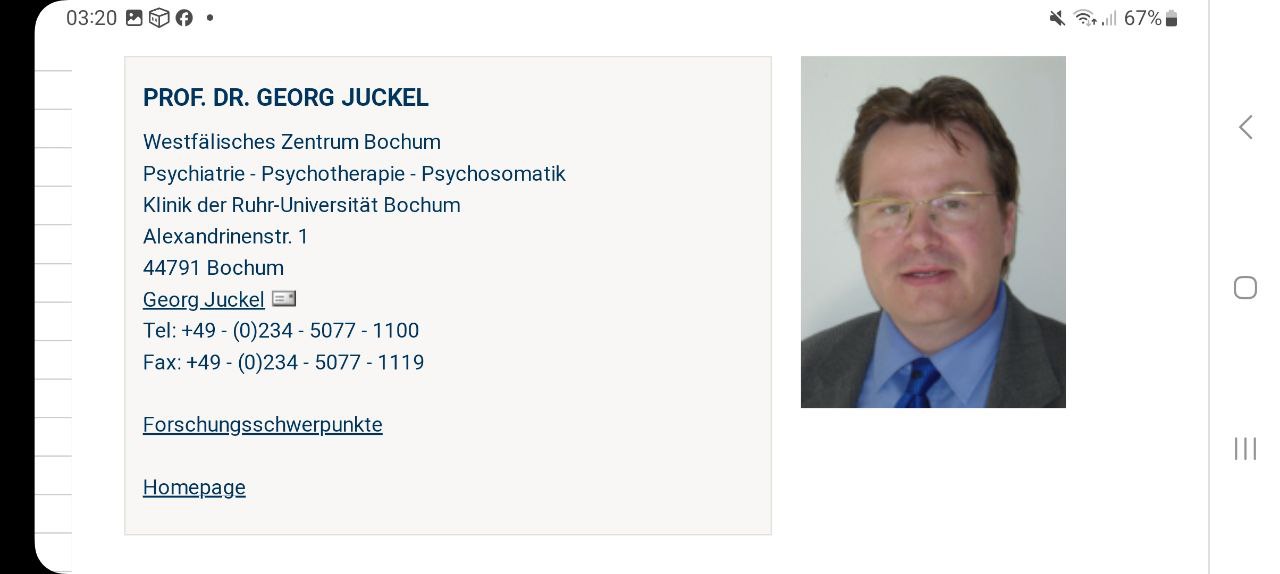 03:20
67%
PROF. DR. GEORG JUCKEL
Westfälisches Zentrum Bochum
Psychiatrie - Psychotherapie - Psychosomatik
Klinik der Ruhr-Universität Bochum
Alexandrinenstr. 1
44791 Bochum
Georg Juckel
Tel: +49 - (0)234 - 5077 - 1100
Fax: +49 - (0)234 - 5077 - 1119
Forschungsschwerpunkte
Homepage